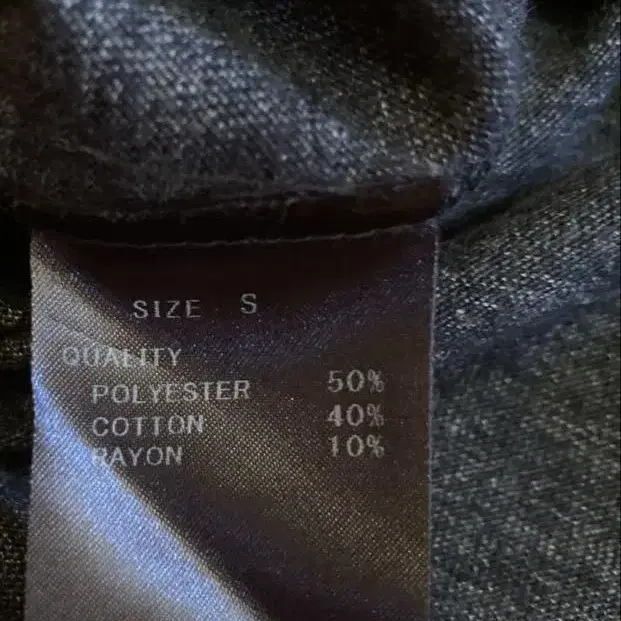 SIZE S
QUALITY
POLYESTER 50%
COTTON 40%
RAYON 10%